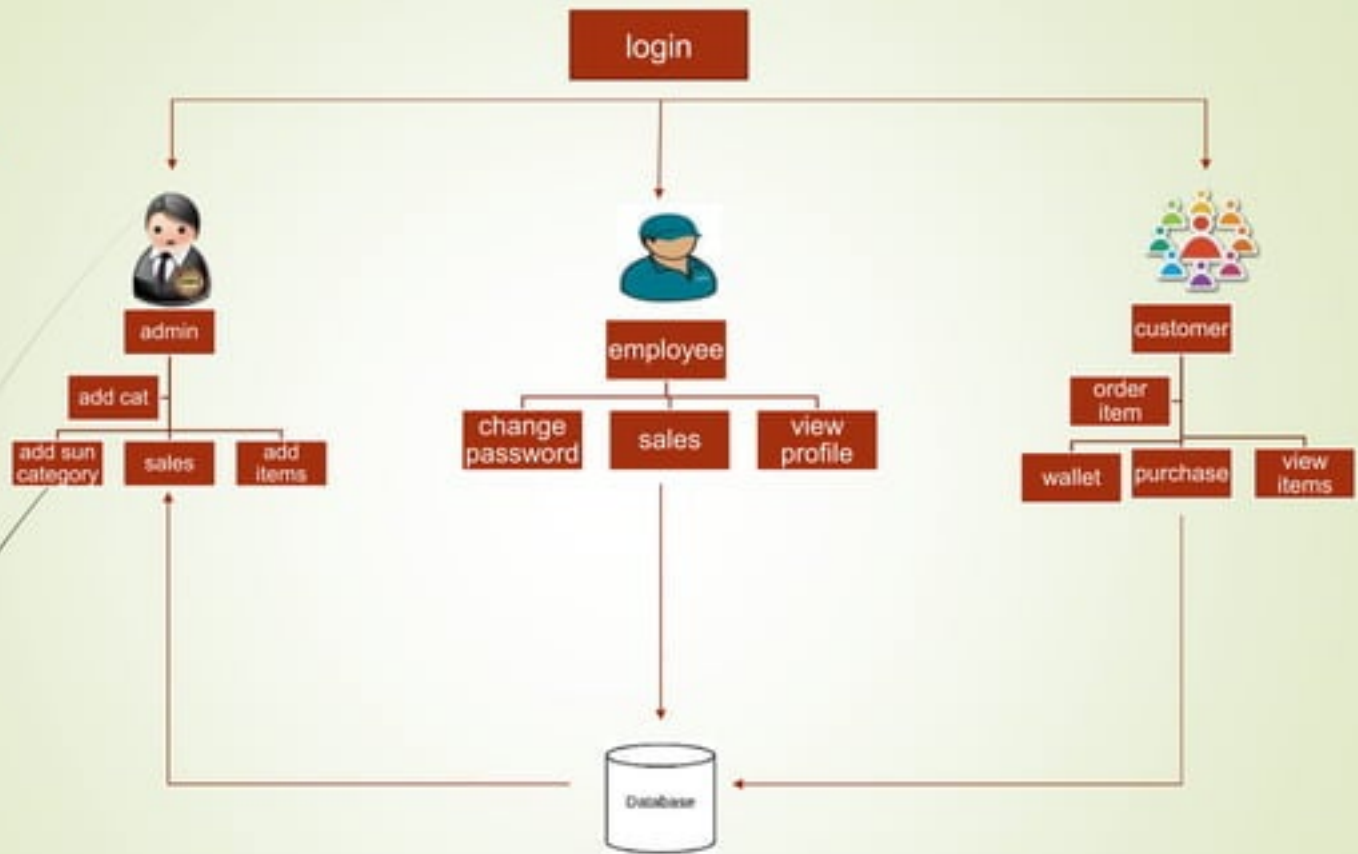 login
admin
employee
customer
add cat
order
item
add sun
category
sales
add
items
change
password
sales
view
profile
wallet
purchase
view
items
Database